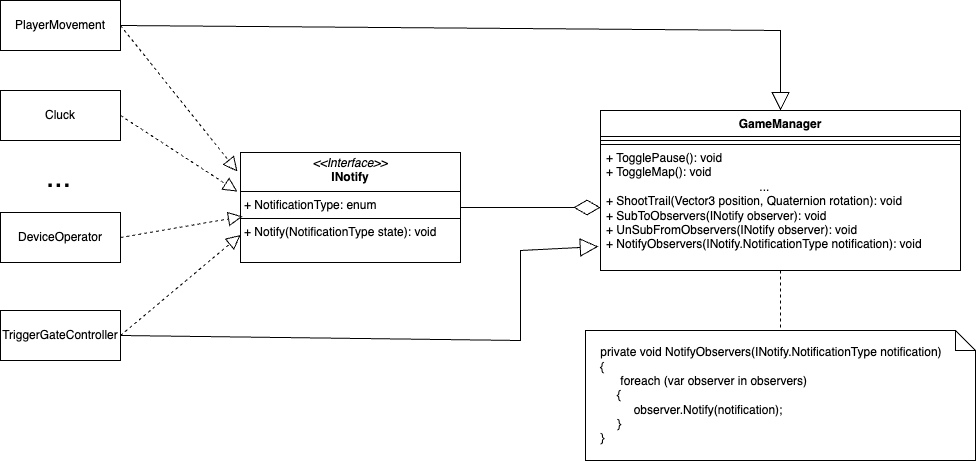 PlayerMovement
Cluck
...
DeviceOperator
TriggerGateController
<<Interface>>
INotify
+ NotificationType: enum
+ Notify(NotificationType state): void
GameManager
+ TogglePause(): void
+ ToggleMap(): void
...
+ ShootTrail(Vector3 position, Quaternion rotation): void
+ SubToObservers(INotify observer): void
+ UnSubFromObservers(INotify observer): void
+ NotifyObservers(INotify.NotificationType notification): void
private void NotifyObservers(INotify.NotificationType notification)
{
foreach (var observer in observers)
{
observer.Notify(notification);
}
}